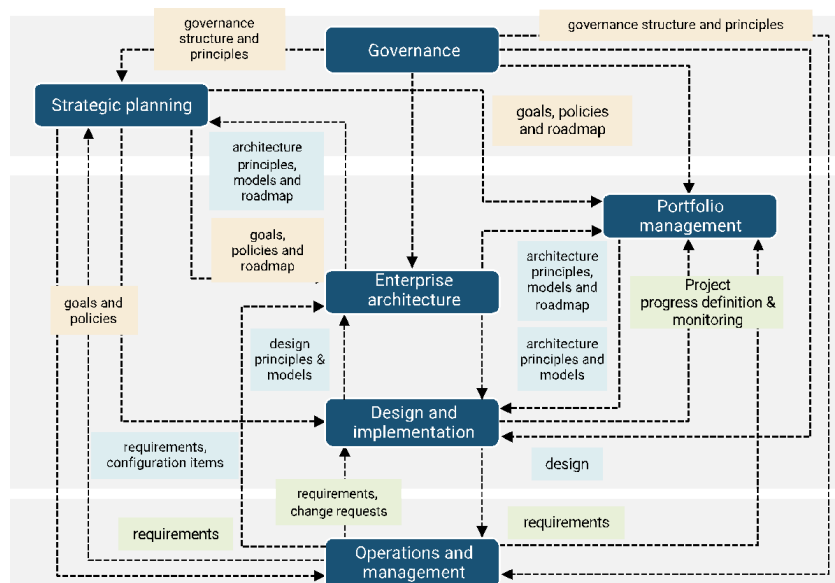 governance
structure and
principles
Governance
governance structure and principles
Strategic planning
goals, policies
and roadmap
architecture
principles,
models and
roadmap
Portfolio
management
goals,
policies and
roadmap
Enterprise
architecture
architecture
principles,
models and
roadmap
Project
progress definition &
monitoring
goals and
policies
design
principles &
models
architecture
principles and
models
Design and
implementation
requirements,
configuration items
design
requirements,
change requests
requirements
requirements
Operations and
management